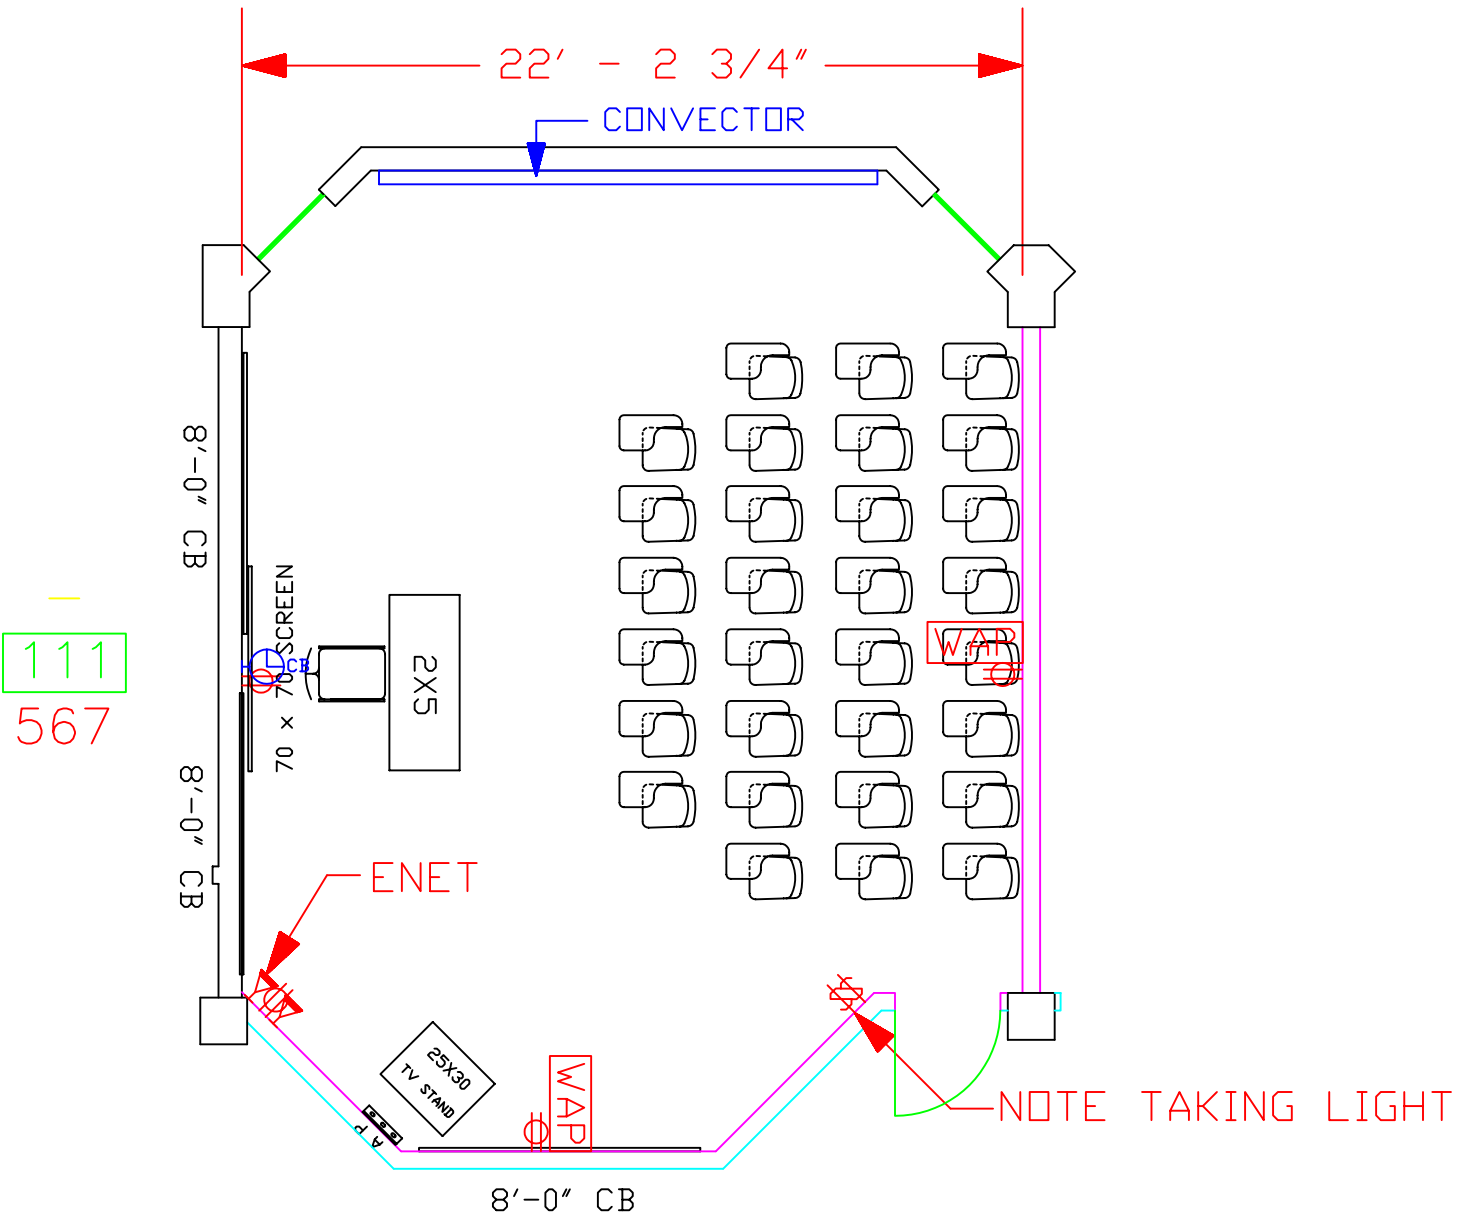 22' - 2 3/4"
CONVECTOR
8'-0" CB
70 x 70 SCREEN
CB
2X5
WAP
111
567
8'-0" CB
ENET
25X30
TV STAND
A P
WAP
NOTE TAKING LIGHT
8'-0" CB